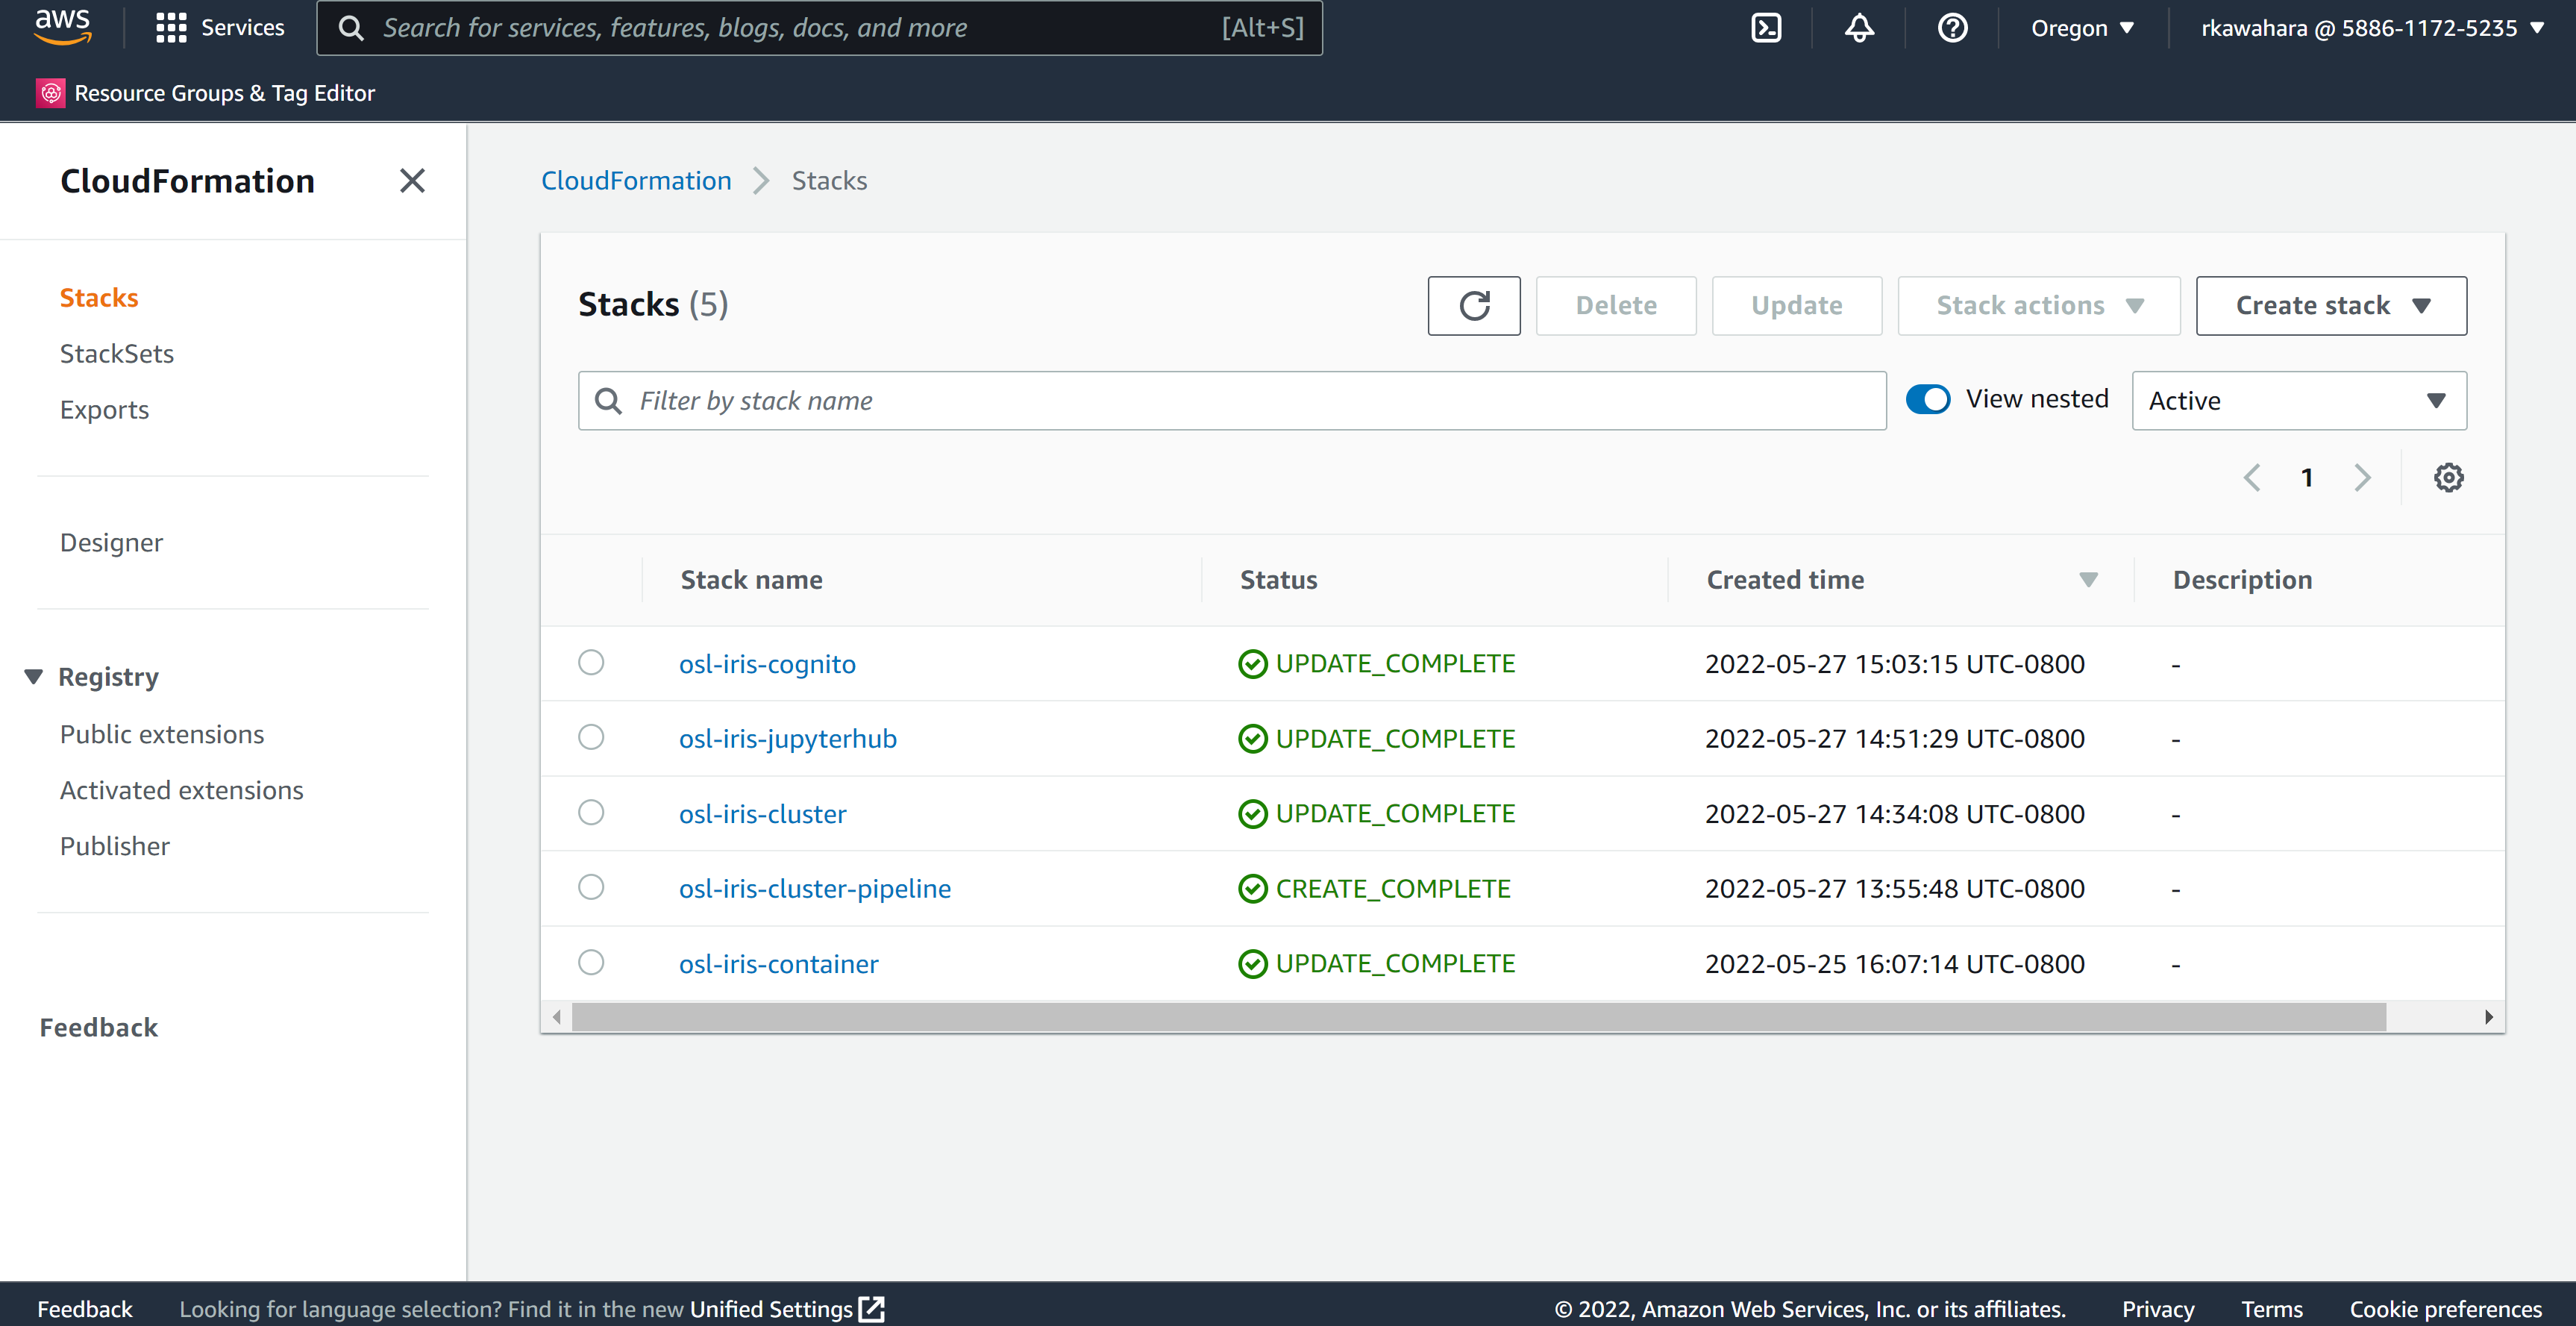 aws Services Search for services, features, blogs, docs, and more [Alt+S] Oregon rkawahara @ 5886-1172-5235
Resource Groups & Tag Editor
CloudFormation
Stacks
StackSets
Exports
Designer
Registry
Public extensions
Activated extensions
Publisher
Feedback
CloudFormation Stacks
Stacks (5) Delete Update Stack actions Create stack
Filter by stack name View nested Active
1
Stack name Status Created time Description
osl-iris-cognito UPDATE_COMPLETE 2022-05-27 15:03:15 UTC-0800 -
osl-iris-jupyterhub UPDATE_COMPLETE 2022-05-27 14:51:29 UTC-0800 -
osl-iris-cluster UPDATE_COMPLETE 2022-05-27 14:34:08 UTC-0800 -
osl-iris-cluster-pipeline CREATE_COMPLETE 2022-05-27 13:55:48 UTC-0800 -
osl-iris-container UPDATE_COMPLETE 2022-05-25 16:07:14 UTC-0800 -
Feedback Looking for language selection? Find it in the new Unified Settings © 2022, Amazon Web Services, Inc. or its affiliates. Privacy Terms Cookie preferences